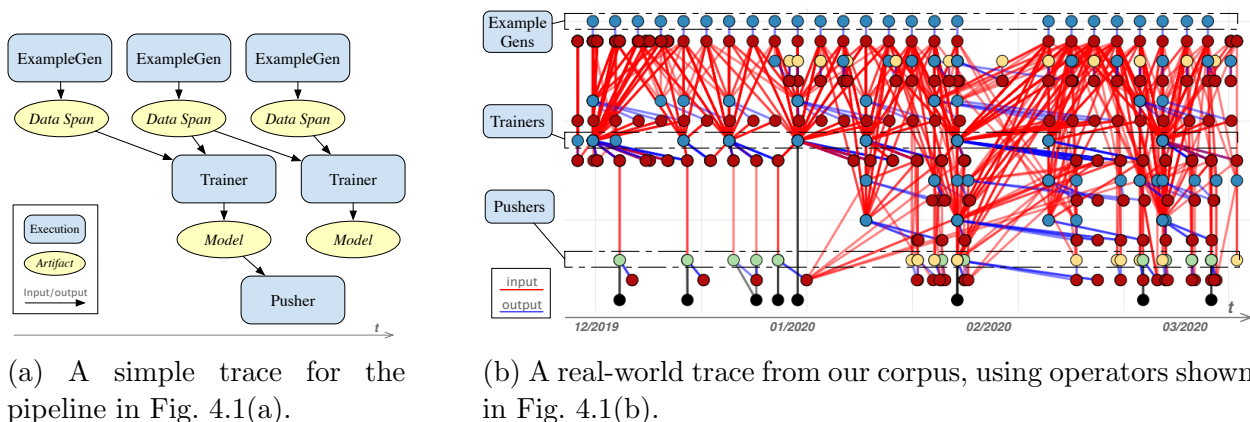 ExampleGen ExampleGen ExampleGen
Data Span Data Span Data Span
Trainer Trainer
Model Model
Pusher
Execution
Artifact
Input/output
t
(a) A simple trace for the
pipeline in Fig. 4.1(a).
Example
Gens
Trainers
Pushers
input
output
t
12/2019 01/2020 02/2020 03/2020
(b) A real-world trace from our corpus, using operators shown
in Fig. 4.1(b).